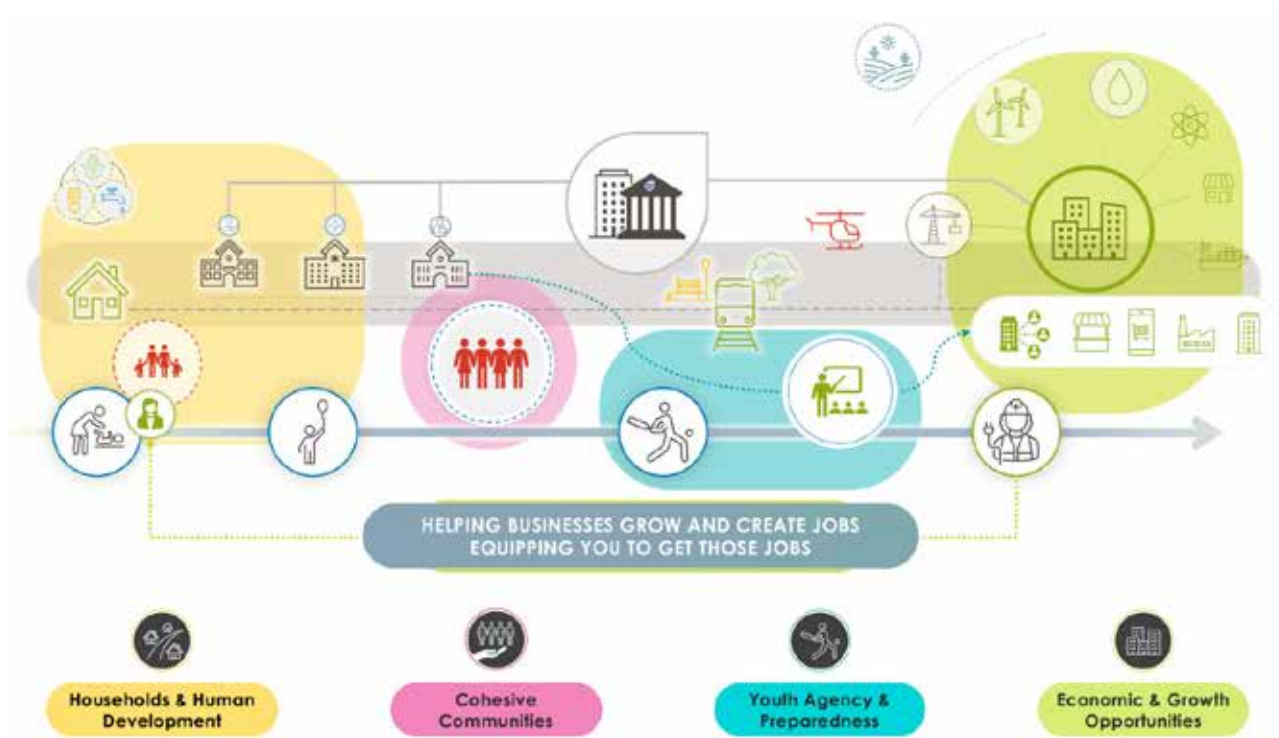 HELPING BUSINESSES GROW AND CREATE JOBS
EQUIPPING YOU TO GET THOSE JOBS
Households & Human
Development
Cohesive
Communities
Youth Agency &
Preparedness
Economic & Growth
Opportunities